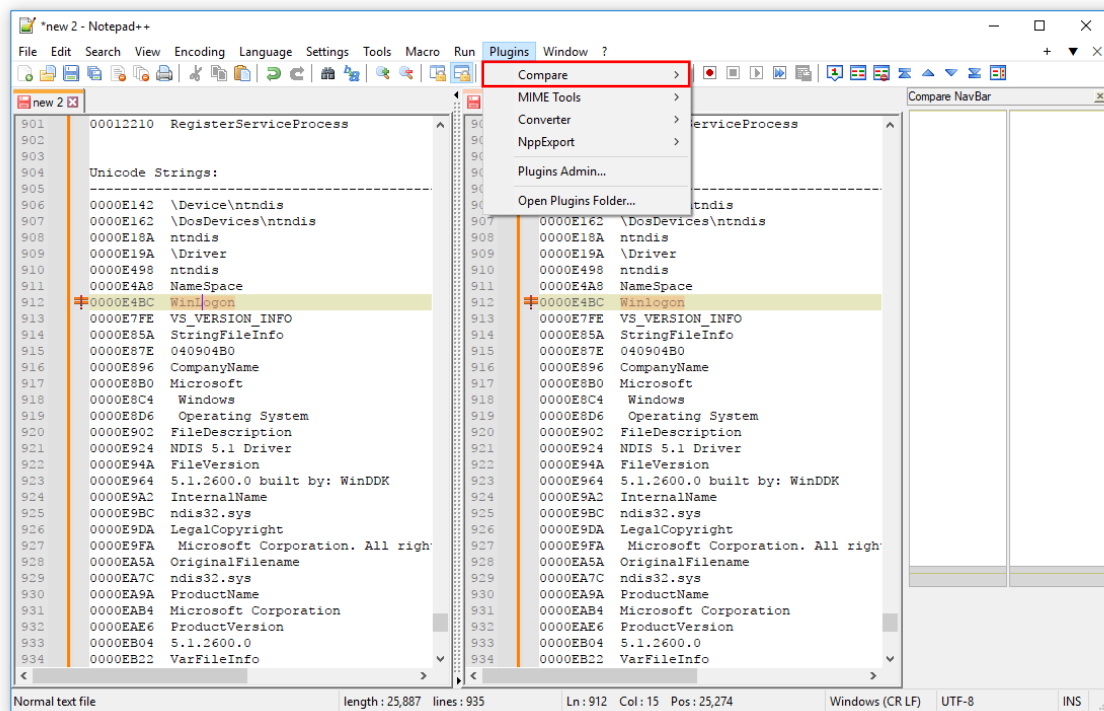 *new 2 - Notepad++
File Edit Search View Encoding Language Settings Tools Macro Run Plugins Window ?
Compare
MIME Tools
Converter
NppExport
Plugins Admin...
Open Plugins Folder...
new 2
901 00012210 RegisterServiceProcess
902
903
904 Unicode Strings:
905 ---------------------------------------------------------------------------
906 0000E142 \Device\ntndis
907 0000E162 \DosDevices\ntndis
908 0000E18A ntndis
909 0000E19A \Driver
910 0000E498 ntndis
911 0000E4A8 NameSpace
912 0000E4BC WinLogon
913 0000E7FE VS_VERSION_INFO
914 0000E85A StringFileInfo
915 0000E87E 040904B0
916 0000E896 CompanyName
917 0000E8B0 Microsoft
918 0000E8C4 Windows
919 0000E8D6 Operating System
920 0000E902 FileDescription
921 0000E924 NDIS 5.1 Driver
922 0000E94A FileVersion
923 0000E964 5.1.2600.0 built by: WinDDK
924 0000E9A2 InternalName
925 0000E9BC ndis32.sys
926 0000E9DA LegalCopyright
927 0000E9FA Microsoft Corporation. All righ
928 0000EA5A OriginalFilename
929 0000EA7C ndis32.sys
930 0000EA9A ProductName
931 0000EAB4 Microsoft Corporation
932 0000EAE6 ProductVersion
933 0000EB04 5.1.2600.0
934 0000EB22 VarFileInfo
erviceProcess
ntndis
907 0000E162 \DosDevices\ntndis
908 0000E18A ntndis
909 0000E19A \Driver
910 0000E498 ntndis
911 0000E4A8 NameSpace
912 0000E4BC Winlogon
913 0000E7FE VS_VERSION_INFO
914 0000E85A StringFileInfo
915 0000E87E 040904B0
916 0000E896 CompanyName
917 0000E8B0 Microsoft
918 0000E8C4 Windows
919 0000E8D6 Operating System
920 0000E902 FileDescription
921 0000E924 NDIS 5.1 Driver
922 0000E94A FileVersion
923 0000E964 5.1.2600.0 built by: WinDDK
924 0000E9A2 InternalName
925 0000E9BC ndis32.sys
926 0000E9DA LegalCopyright
927 0000E9FA Microsoft Corporation. All righ
928 0000EA5A OriginalFilename
929 0000EA7C ndis32.sys
930 0000EA9A ProductName
931 0000EAB4 Microsoft Corporation
932 0000EAE6 ProductVersion
933 0000EB04 5.1.2600.0
934 0000EB22 VarFileInfo
Compare NavBar
Normal text file length : 25,887 lines : 935 Ln : 912 Col : 15 Pos : 25,274 Windows (CR LF) UTF-8 INS